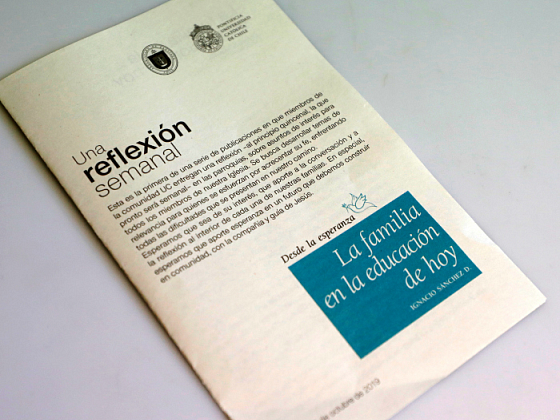 PONTIFICIA
UNIVERSIDAD
CATÓLICA
DE CHILE
Una
reflexión
semanal
Esta es la primera de una serie de publicaciones en que miembros de
la comunidad UC entregan una reflexión -al principio quincenal, la que
pronto será semanal- en las parroquias, sobre asuntos de interés para
todos los miembros de nuestra Iglesia. Se busca desarrollar temas de
relevancia para quienes se esfuerzan por acrecentar su fe, enfrentando
todas las dificultades que se presentan en nuestro camino.
Esperamos que sea de su interés, que aporte a la conversación y a
la reflexión al interior de cada una de nuestras familias. En especial,
esperamos que aporte esperanza en un futuro que debemos construir
en comunidad, con la compañía y guía de Jesús.
Desde la esperanza
La familia
en la educación
de hoy
IGNACIO SÁNCHEZ D.
de octubre de 2019